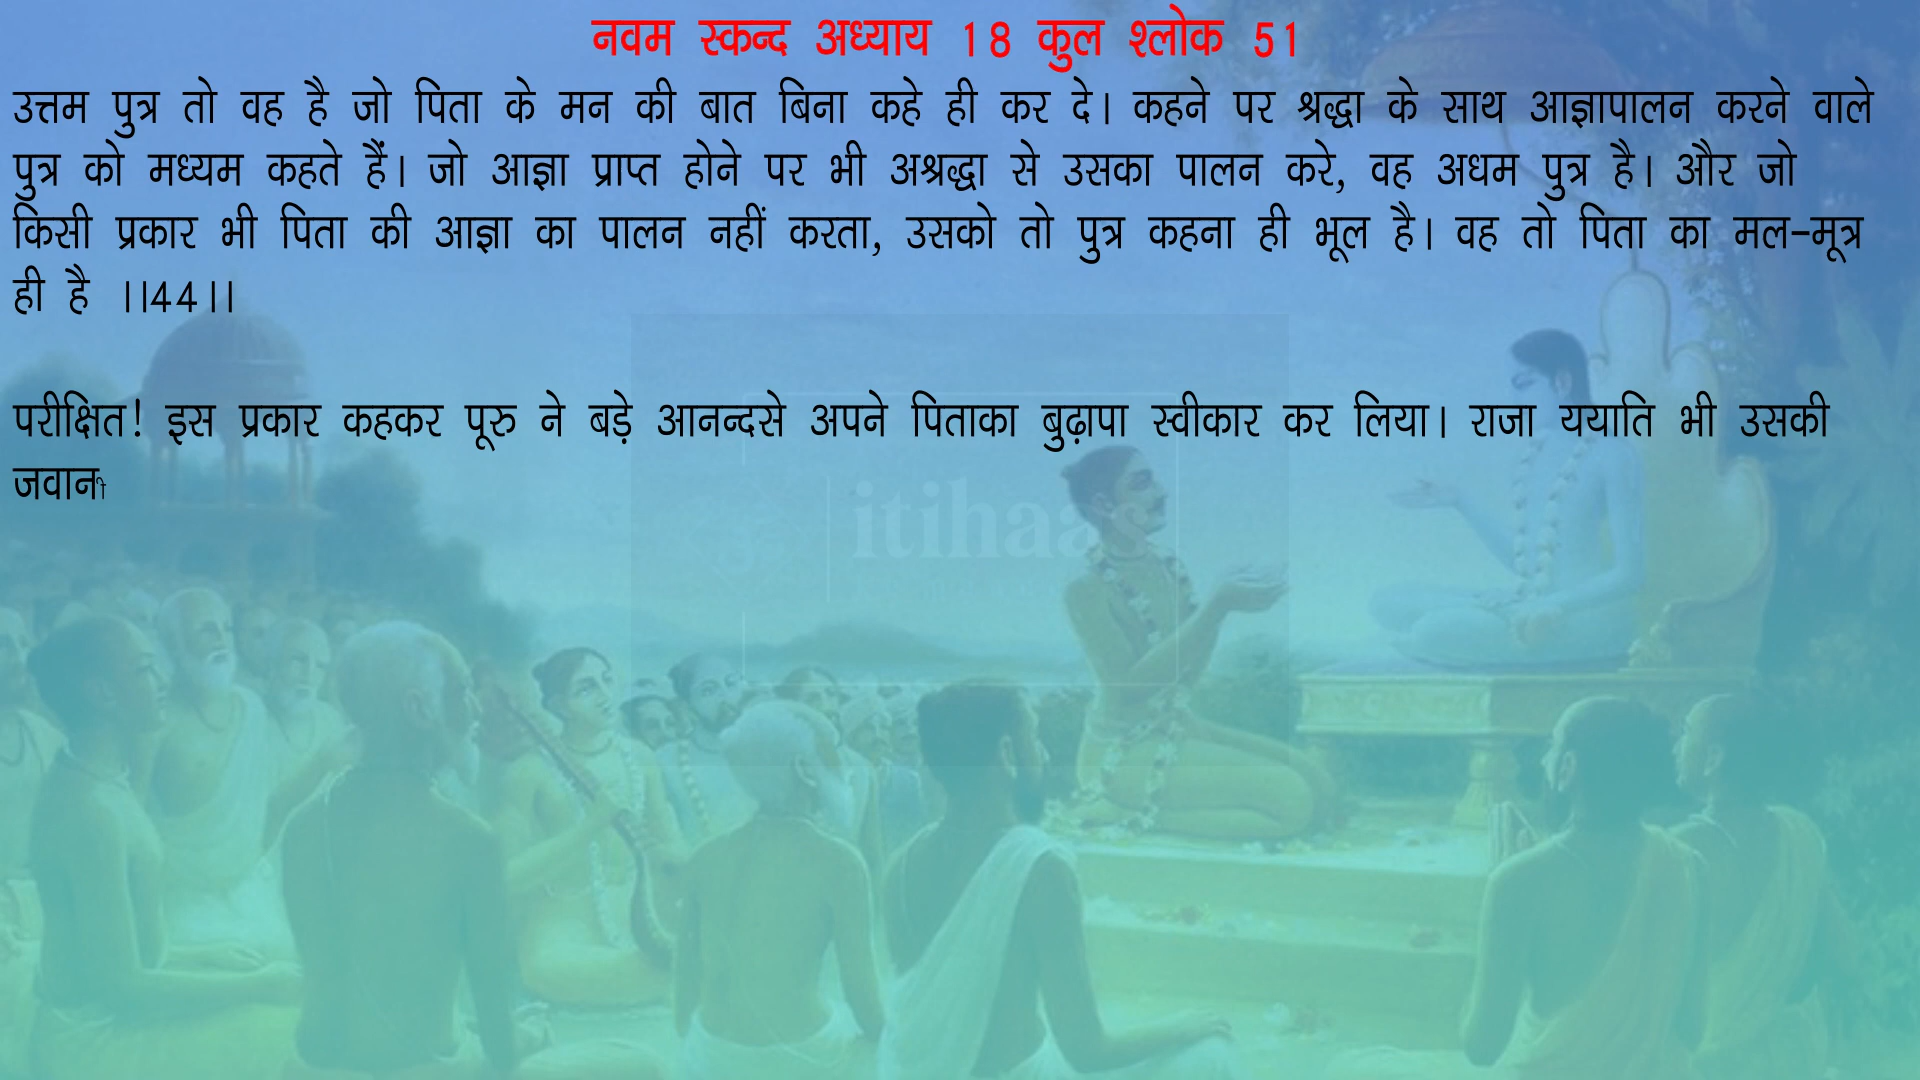 नवम स्कन्द अध्याय 18 कुल श्लोक 51
उत्तम पुत्र तो वह है जो पिता के मन की बात बिना कहे ही कर दे। कहने पर श्रद्धा के साथ आज्ञापालन करने वाले
पुत्र को मध्यम कहते हैं। जो आज्ञा प्राप्त होने पर भी अश्रद्धा से उसका पालन करे, वह अधम पुत्र है। और जो
किसी प्रकार भी पिता की आज्ञा का पालन नहीं करता, उसको तो पुत्र कहना ही भूल है। वह तो पिता का मल-मूत्र
ही है ।।44।।
परीक्षित! इस प्रकार कहकर पूरु ने बड़े आनन्दसे अपने पिताका बुढ़ापा स्वीकार कर लिया। राजा ययाति भी उसकी
जवानी
itihaas